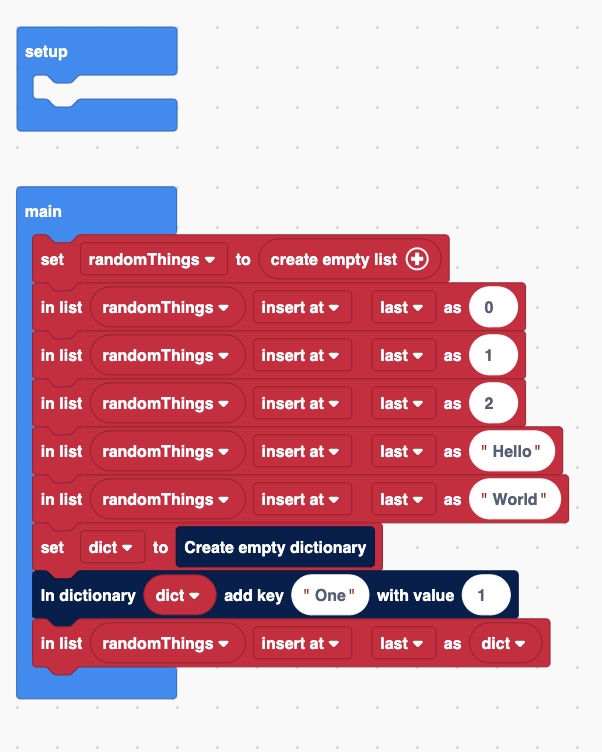 setup
main
set randomThings to create empty list
in list randomThings insert at last as 0
in list randomThings insert at last as 1
in list randomThings insert at last as 2
in list randomThings insert at last as "Hello"
in list randomThings insert at last as "World"
set dict to Create empty dictionary
In dictionary dict add key "One" with value 1
in list randomThings insert at last as dict